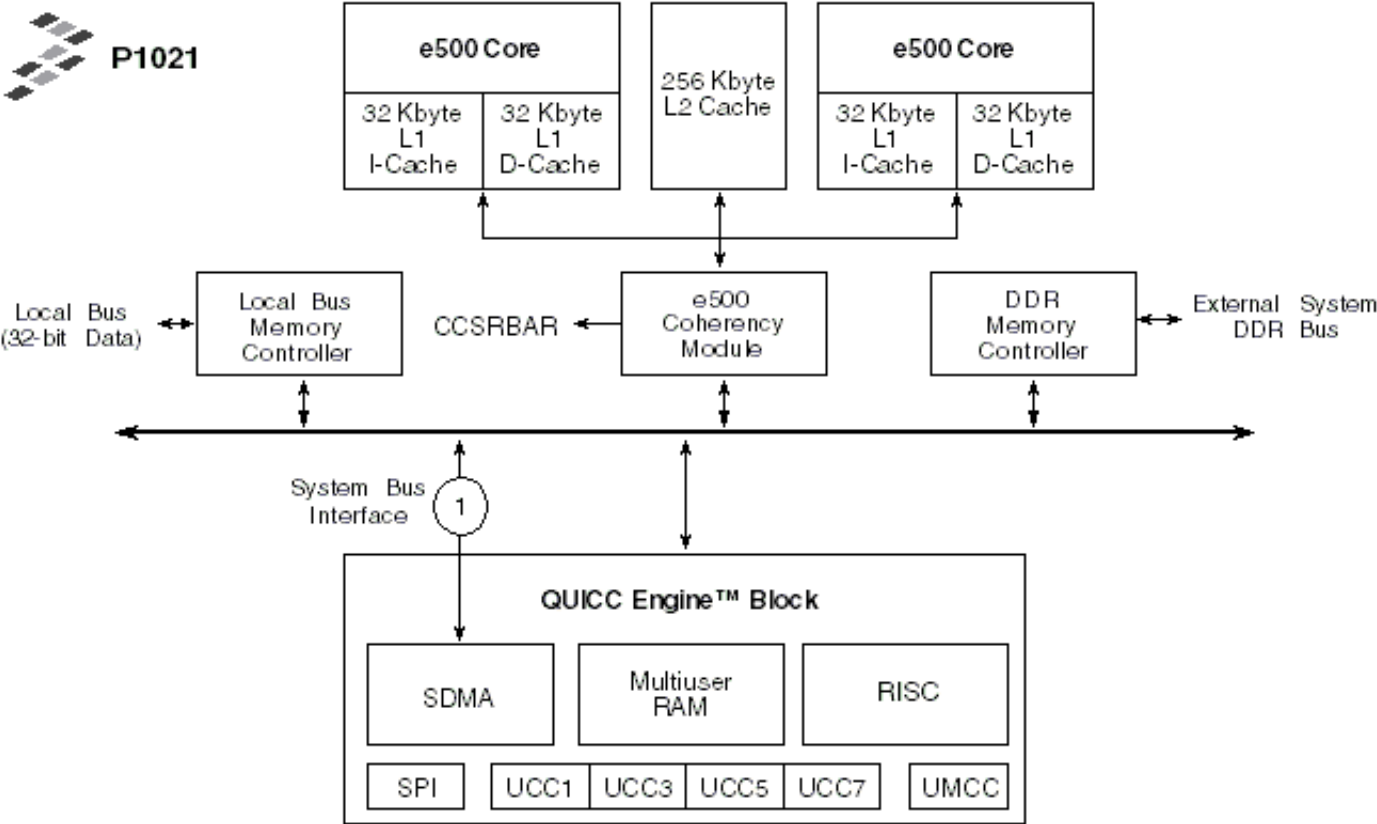 P1021
e500 Core
32 Kbyte
L1
I-Cache
32 Kbyte
L1
D-Cache
256 Kbyte
L2 Cache
e500 Core
32 Kbyte
L1
I-Cache
32 Kbyte
L1
D-Cache
Local Bus
(32-bit Data)
Local Bus
Memory
Controller
CCSRBAR
e500
Coherency
Module
DDR
Memory
Controller
External System
DDR Bus
System Bus
Interface
1
QUICC Engine™ Block
SDMA
Multiuser
RAM
RISC
SPI
UCC1
UCC3
UCC5
UCC7
UMCC